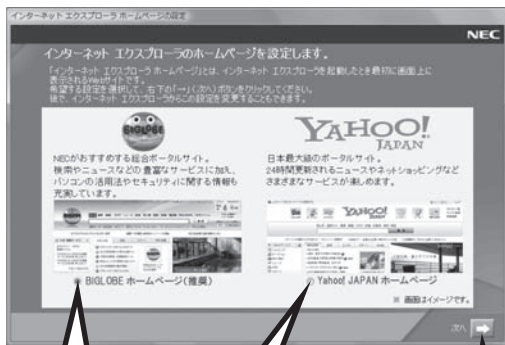 インターネット エクスプローラ ホームページの設定
NEC
インターネット エクスプローラのホームページを設定します。
「インターネット エクスプローラ ホームページ」とは、インターネット エクスプローラを起動したとき最初に画面上に
表示されるWebサイトです。
希望する設定を選択して、右下の「→」(次へ)ボタンをクリックしてください。
後で、インターネット エクスプローラからこの設定を変更することもできます。
BIGLOBE
NECがおすすめする総合ポータルサイト。
検索やニュースなどの豊富なサービスに加え、
パソコンの活用法やセキュリティに関する情報も
充実しています。
BIGLOBE ホームページ(推奨)
YAHOO!
JAPAN
日本最大級のポータルサイト。
24時間更新されるニュースやネットショッピングなど
さまざまなサービスが楽しめます。
YAHOO!
Yahoo! JAPAN ホームページ
※ 画面はイメージです。
次へ